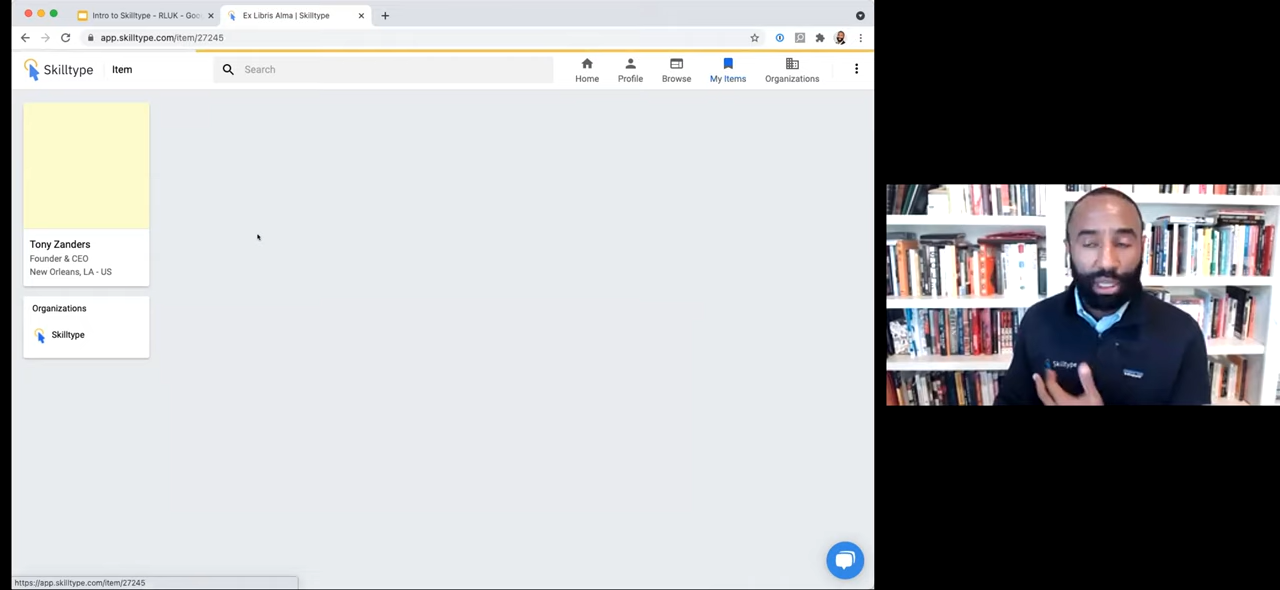 Intro to Skilltype - RLUK - Goo
Ex Libris Alma | Skilltype
app.skilltype.com/item/27245
Skilltype
Item
Search
Home
Profile
Browse
My Items
Organizations
Tony Zanders
Founder & CEO
New Orleans, LA - US
Organizations
Skilltype
Skilltype
https://app.skilltype.com/item/27245